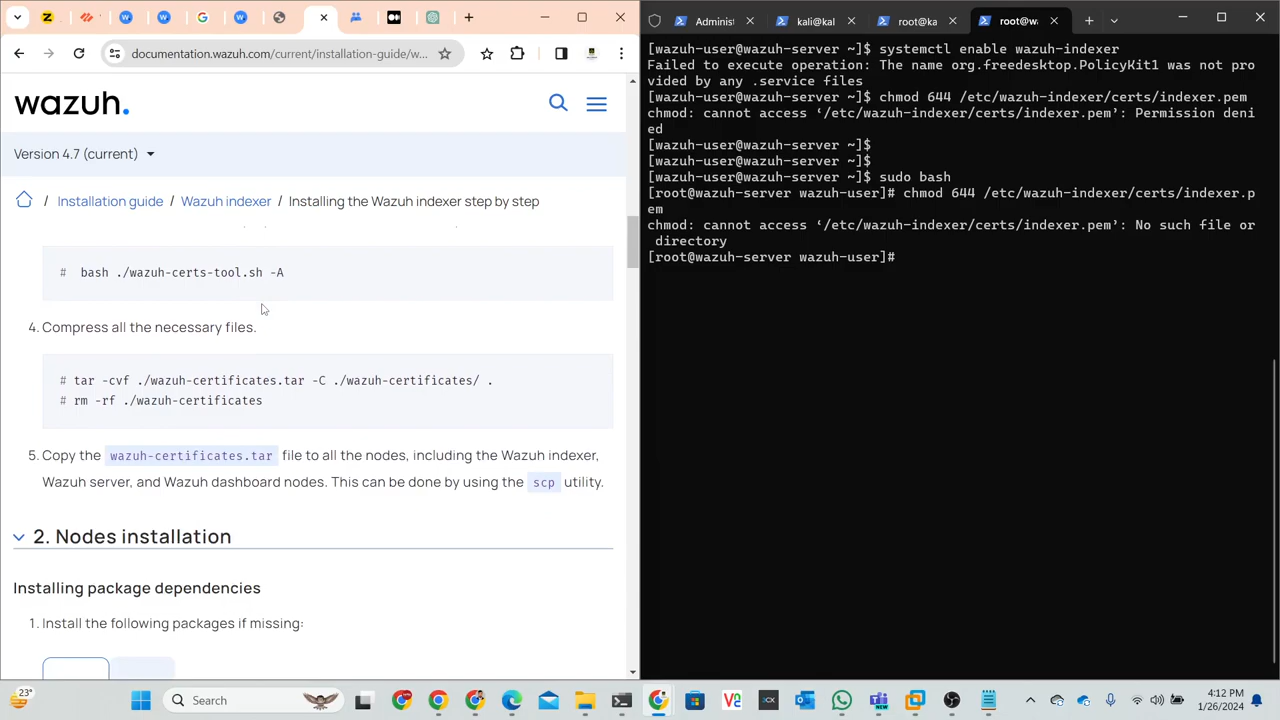 documentation.wazuh.com/current/installation-guide/w...
wazuh.
Version 4.7 (current)
/ Installation guide / Wazuh indexer / Installing the Wazuh indexer step by step
# bash ./wazuh-certs-tool.sh -A
4. Compress all the necessary files.
# tar -cvf ./wazuh-certificates.tar -C ./wazuh-certificates/ .
# rm -rf ./wazuh-certificates
5. Copy the wazuh-certificates.tar file to all the nodes, including the Wazuh indexer,
Wazuh server, and Wazuh dashboard nodes. This can be done by using the scp utility.
2. Nodes installation
Installing package dependencies
1. Install the following packages if missing:
Adminis
kali@kal
root@ka
root@wa
[wazuh-user@wazuh-server ~]$ systemctl enable wazuh-indexer
Failed to execute operation: The name org.freedesktop.PolicyKit1 was not pro
vided by any .service files
[wazuh-user@wazuh-server ~]$ chmod 644 /etc/wazuh-indexer/certs/indexer.pem
chmod: cannot access ‘/etc/wazuh-indexer/certs/indexer.pem’: Permission deni
ed
[wazuh-user@wazuh-server ~]$
[wazuh-user@wazuh-server ~]$
[wazuh-user@wazuh-server ~]$ sudo bash
[root@wazuh-server wazuh-user]# chmod 644 /etc/wazuh-indexer/certs/indexer.p
em
chmod: cannot access ‘/etc/wazuh-indexer/certs/indexer.pem’: No such file or
 directory
[root@wazuh-server wazuh-user]#
23°
Search
4:12 PM
1/26/2024